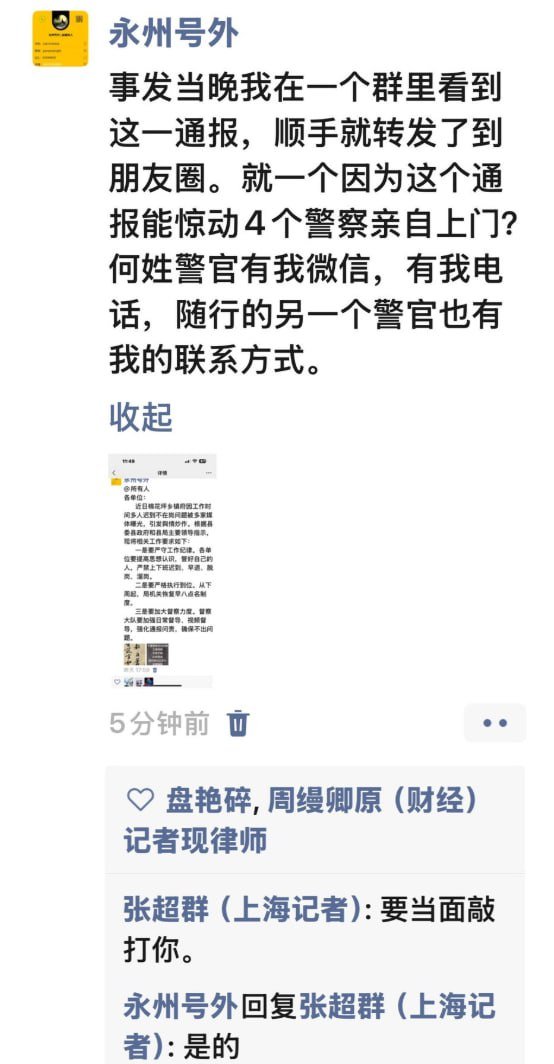 永州号外
事发当晚我在一个群里看到
这一通报，顺手就转发了到
朋友圈。就一个因为这个通
报能惊动4个警察亲自上门?
何姓警官有我微信，有我电
话，随行的另一个警官也有
我的联系方式。
收起
11:49
详情
永州号外
@所有人
各单位：
近日棉花坪乡镇府因工作时
间多人迟到不在岗问题被多家媒
体曝光，引发舆情炒作。根据县
委县政府和县局主要领导指示，
现将相关工作要求如下：
一是要严守工作纪律。各单
位要提高思想认识，管好自己的
人。严禁上下班迟到、早退、脱
岗、溜岗。
二是要严格执行到位。从下
周起，局机关恢复早八点名制
度。
三是要加大督察力度。督察
大队要加强日常督导、视频督
导，强化通报问责，确保不出问
题。
5分钟前
盘艳碎, 周缦卿原（财经）
记者现律师
张超群（上海记者）: 要当面敲
打你。
永州号外回复张超群（上海记
者）: 是的